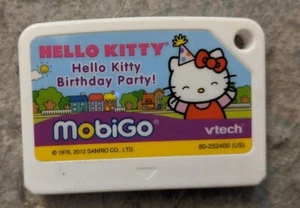 HELLO KITTY
Hello Kitty
Birthday Party!
MobiGo
vtech
© 1976, 2012 SANRIO CO., LTD.
80-252400 (US)